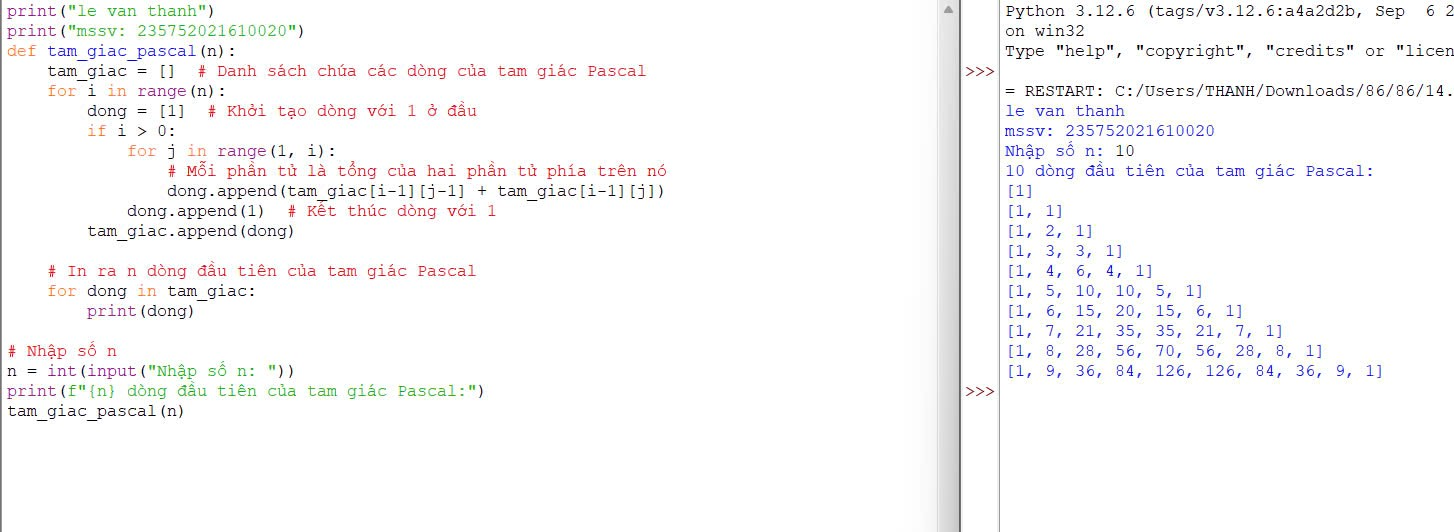 print("le van thanh")
print("mssv: 235752021610020")
def tam_giac_pascal(n):
    tam_giac = []  # Danh sách chứa các dòng của tam giác Pascal
    for i in range(n):
        dong = [1]  # Khởi tạo dòng với 1 ở đầu
        if i > 0:
            for j in range(1, i):
                # Mỗi phần tử là tổng của hai phần tử phía trên nó
                dong.append(tam_giac[i-1][j-1] + tam_giac[i-1][j])
            dong.append(1)  # Kết thúc dòng với 1
        tam_giac.append(dong)
    # In ra n dòng đầu tiên của tam giác Pascal
    for dong in tam_giac:
        print(dong)
# Nhập số n
n = int(input("Nhập số n: "))
print(f"{n} dòng đầu tiên của tam giác Pascal:")
tam_giac_pascal(n)
Python 3.12.6 (tags/v3.12.6:a4a2d2b, Sep  6 2
on win32
Type "help", "copyright", "credits" or "licen
>>>
= RESTART: C:/Users/THANH/Downloads/86/86/14.
le van thanh
mssv: 235752021610020
Nhập số n: 10
10 dòng đầu tiên của tam giác Pascal:
[1]
[1, 1]
[1, 2, 1]
[1, 3, 3, 1]
[1, 4, 6, 4, 1]
[1, 5, 10, 10, 5, 1]
[1, 6, 15, 20, 15, 6, 1]
[1, 7, 21, 35, 35, 21, 7, 1]
[1, 8, 28, 56, 70, 56, 28, 8, 1]
[1, 9, 36, 84, 126, 126, 84, 36, 9, 1]
>>>